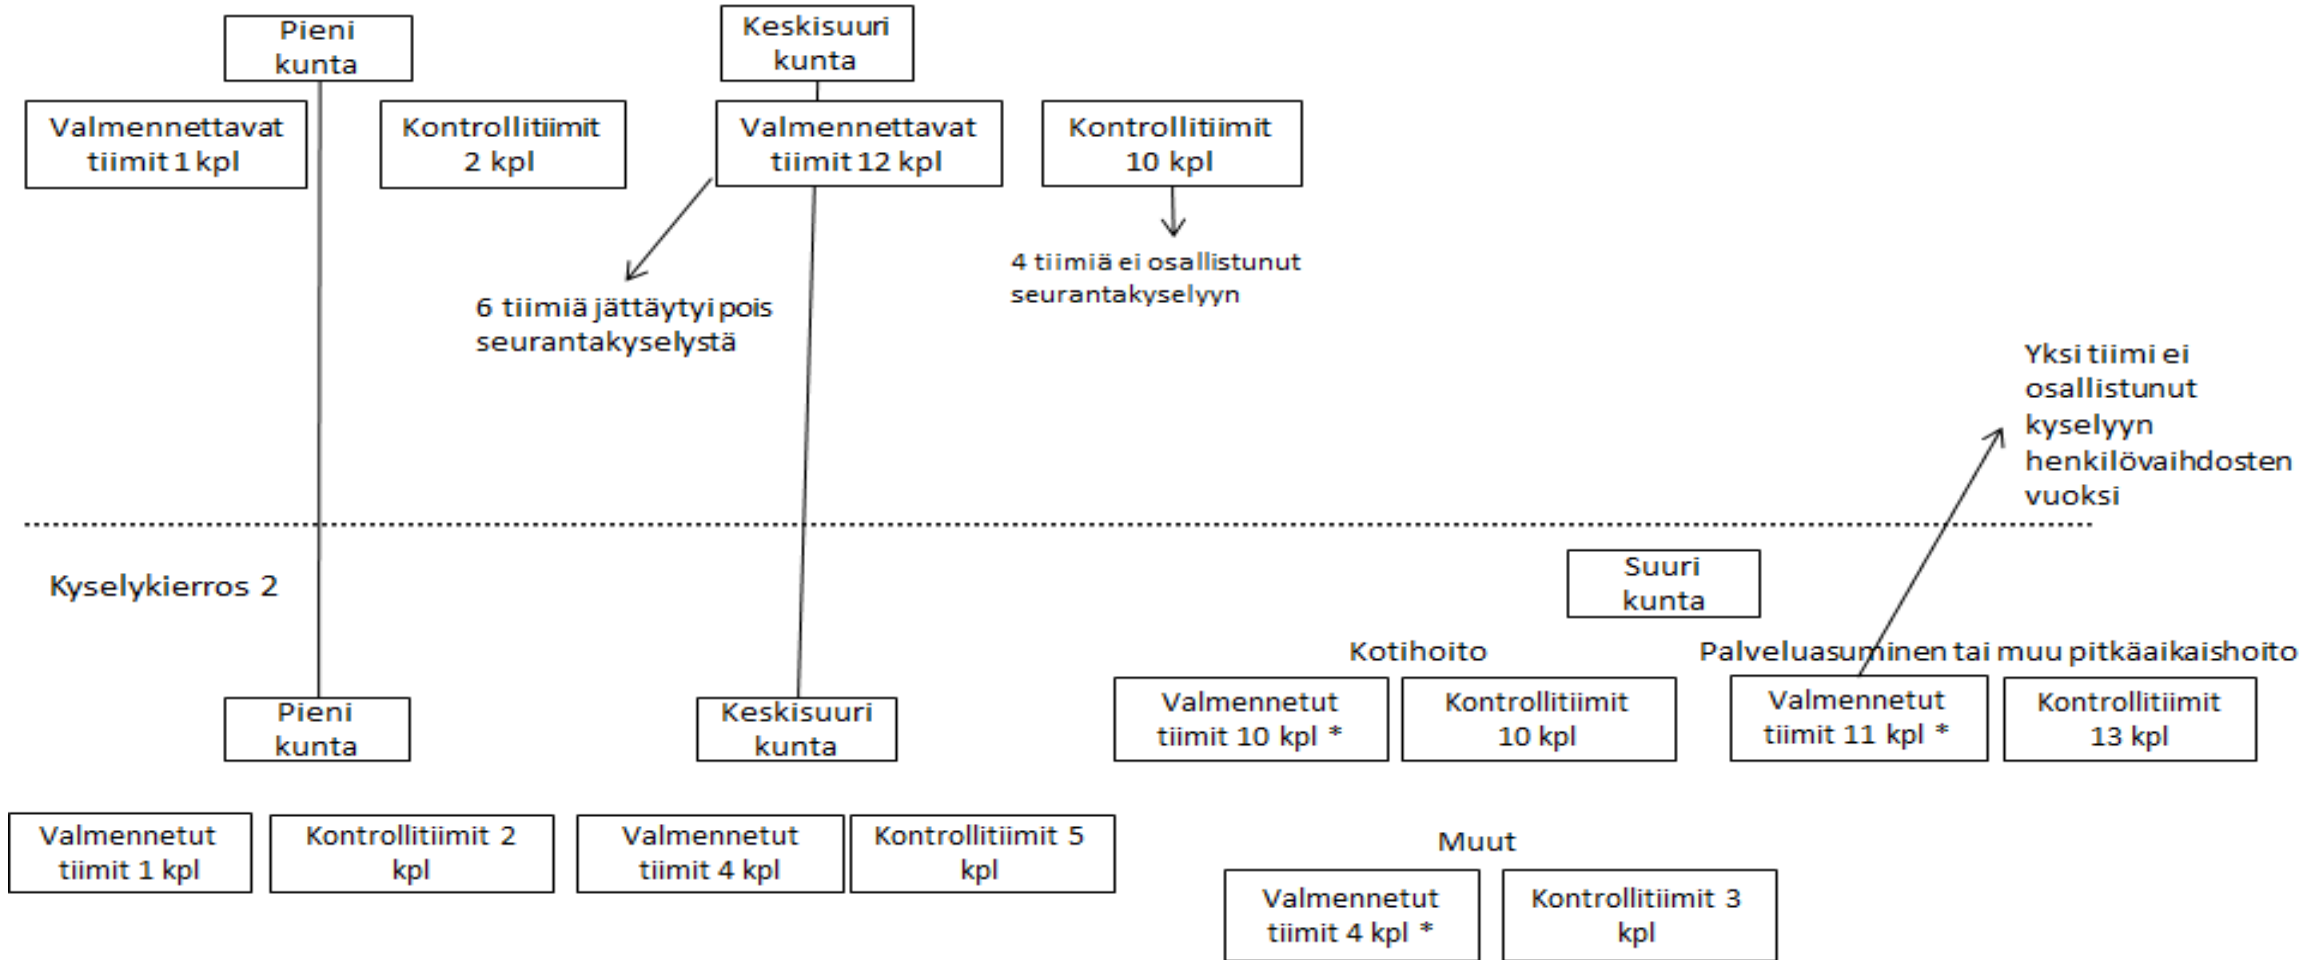 Pieni
kunta
Keskisuuri
kunta
Valmennettavat
tiimit 1 kpl
Kontrollitiimit
2 kpl
Valmennettavat
tiimit 12 kpl
Kontrollitiimit
10 kpl
6 tiimiä jättäytyi pois
seurantakyselystä
4 tiimiä ei osallistunut
seurantakyselyyn
Yksi tiimi ei
osallistunut
kyselyyn
henkilövaihdosten
vuoksi
Kyselykierros 2
Suuri
kunta
Kotihoito
Palveluasuminen tai muu pitkäaikaishoito
Pieni
kunta
Keskisuuri
kunta
Valmennetut
tiimit 10 kpl *
Kontrollitiimit
10 kpl
Valmennetut
tiimit 11 kpl *
Kontrollitiimit
13 kpl
Valmennetut
tiimit 1 kpl
Kontrollitiimit 2
kpl
Valmennetut
tiimit 4 kpl
Kontrollitiimit 5
kpl
Muut
Valmennetut
tiimit 4 kpl *
Kontrollitiimit 3
kpl